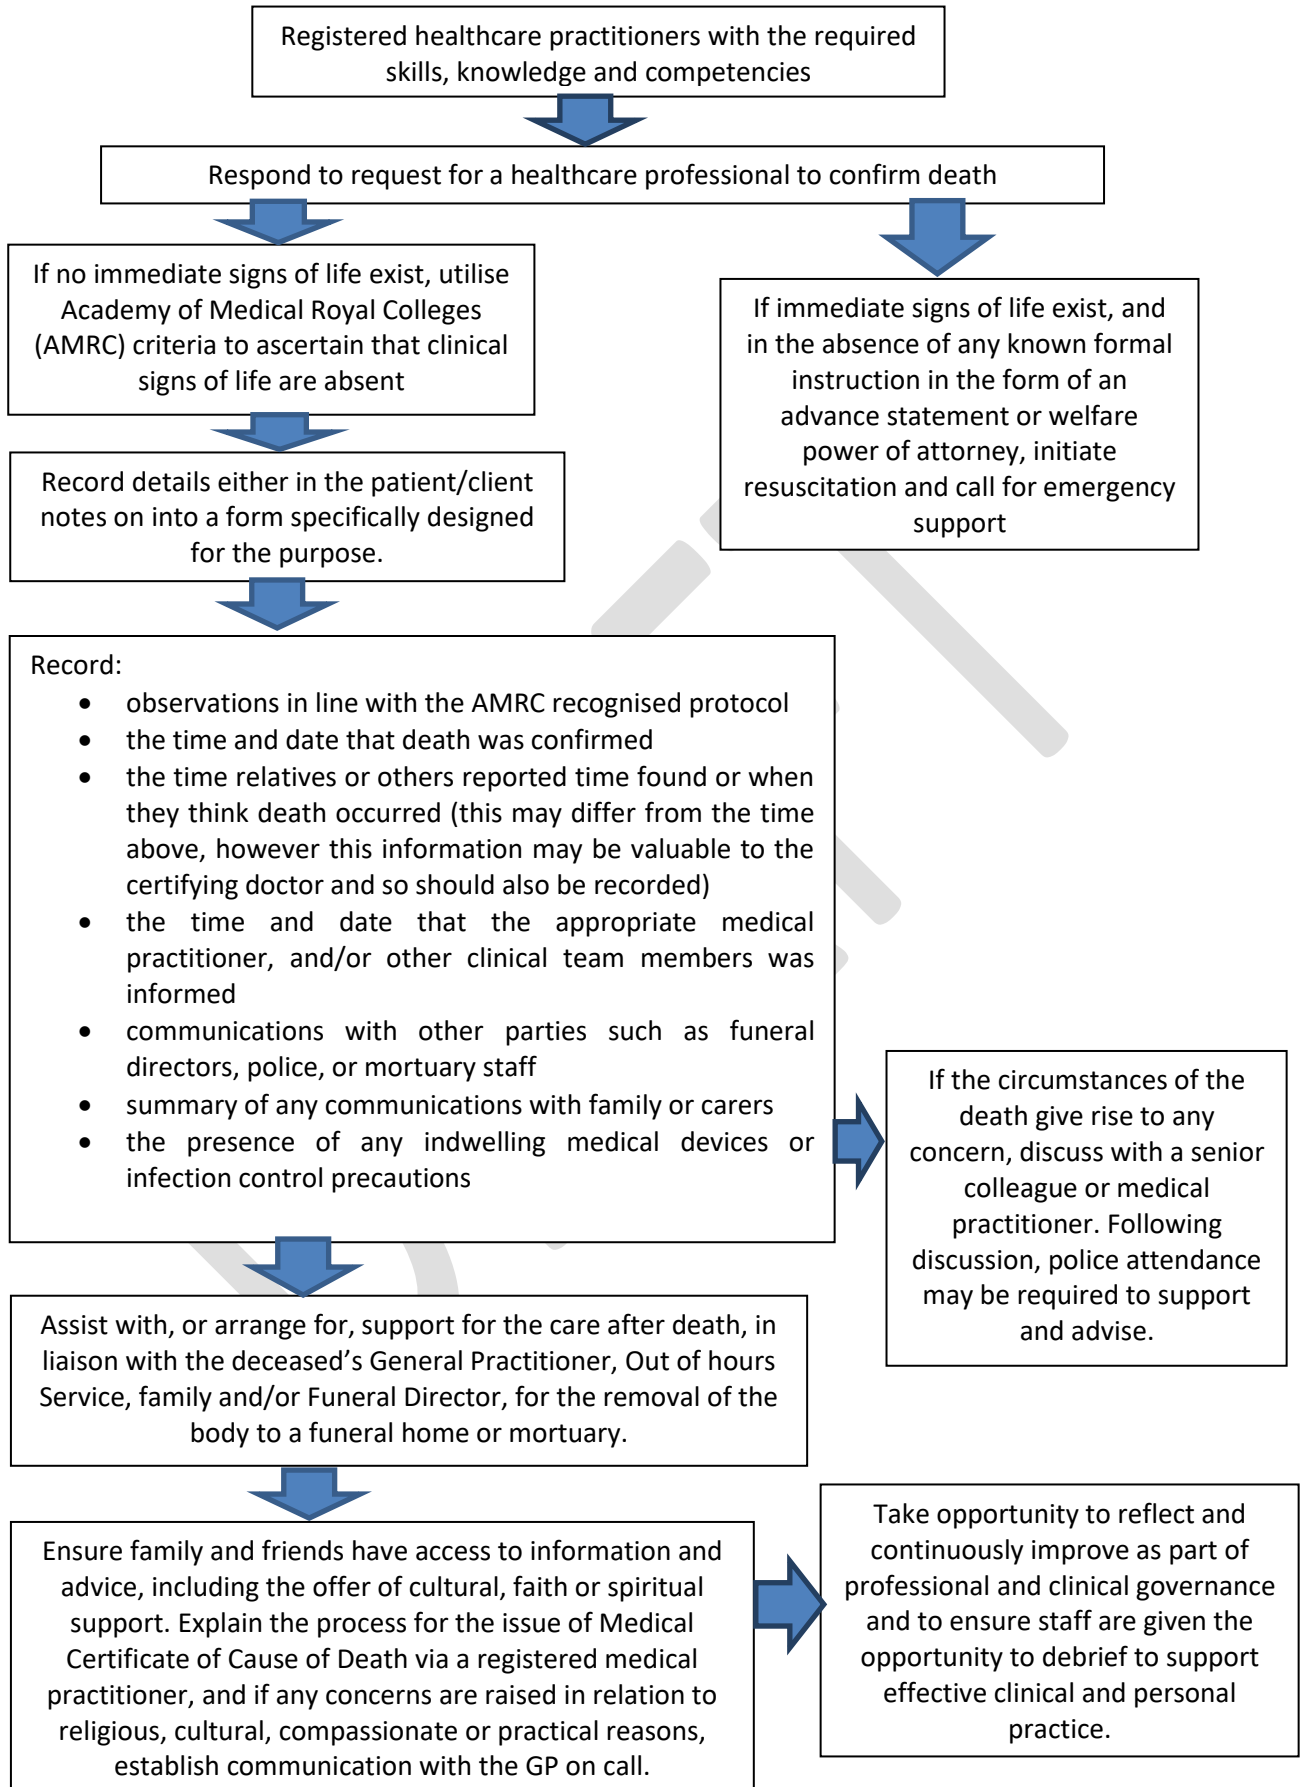 Registered healthcare practitioners with the required
skills, knowledge and competencies
Respond to request for a healthcare professional to confirm death
If no immediate signs of life exist, utilise
Academy of Medical Royal Colleges
(AMRC) criteria to ascertain that clinical
signs of life are absent
If immediate signs of life exist, and
in the absence of any known formal
instruction in the form of an
advance statement or welfare
power of attorney, initiate
resuscitation and call for emergency
support
Record details either in the patient/client
notes on into a form specifically designed
for the purpose.
Record:
• observations in line with the AMRC recognised protocol
• the time and date that death was confirmed
• the time relatives or others reported time found or when
they think death occurred (this may differ from the time
above, however this information may be valuable to the
certifying doctor and so should also be recorded)
• the time and date that the appropriate medical
practitioner, and/or other clinical team members was
informed
• communications with other parties such as funeral
directors, police, or mortuary staff
• summary of any communications with family or carers
• the presence of any indwelling medical devices or
infection control precautions
If the circumstances of the
death give rise to any
concern, discuss with a senior
colleague or medical
practitioner. Following
discussion, police attendance
may be required to support
and advise.
Assist with, or arrange for, support for the care after death, in
liaison with the deceased’s General Practitioner, Out of hours
Service, family and/or Funeral Director, for the removal of the
body to a funeral home or mortuary.
Ensure family and friends have access to information and
advice, including the offer of cultural, faith or spiritual
support. Explain the process for the issue of Medical
Certificate of Cause of Death via a registered medical
practitioner, and if any concerns are raised in relation to
religious, cultural, compassionate or practical reasons,
establish communication with the GP on call.
Take opportunity to reflect and
continuously improve as part of
professional and clinical governance
and to ensure staff are given the
opportunity to debrief to support
effective clinical and personal
practice.